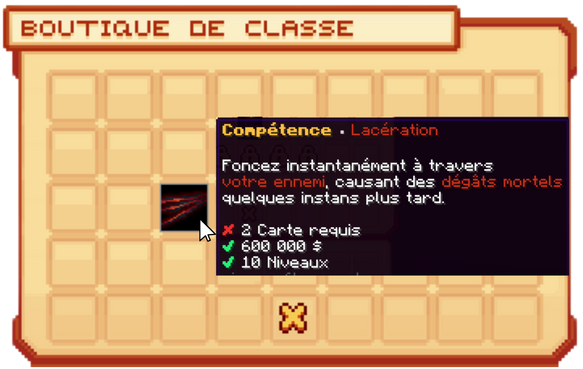 BOUTIQUE DE CLASSE
Compétence • Lacération
Foncez instantanément à travers
votre ennemi, causant des dégâts mortels
quelques instans plus tard.
✘ 2 Carte requis
✔ 600 000 $
✔ 10 Niveaux